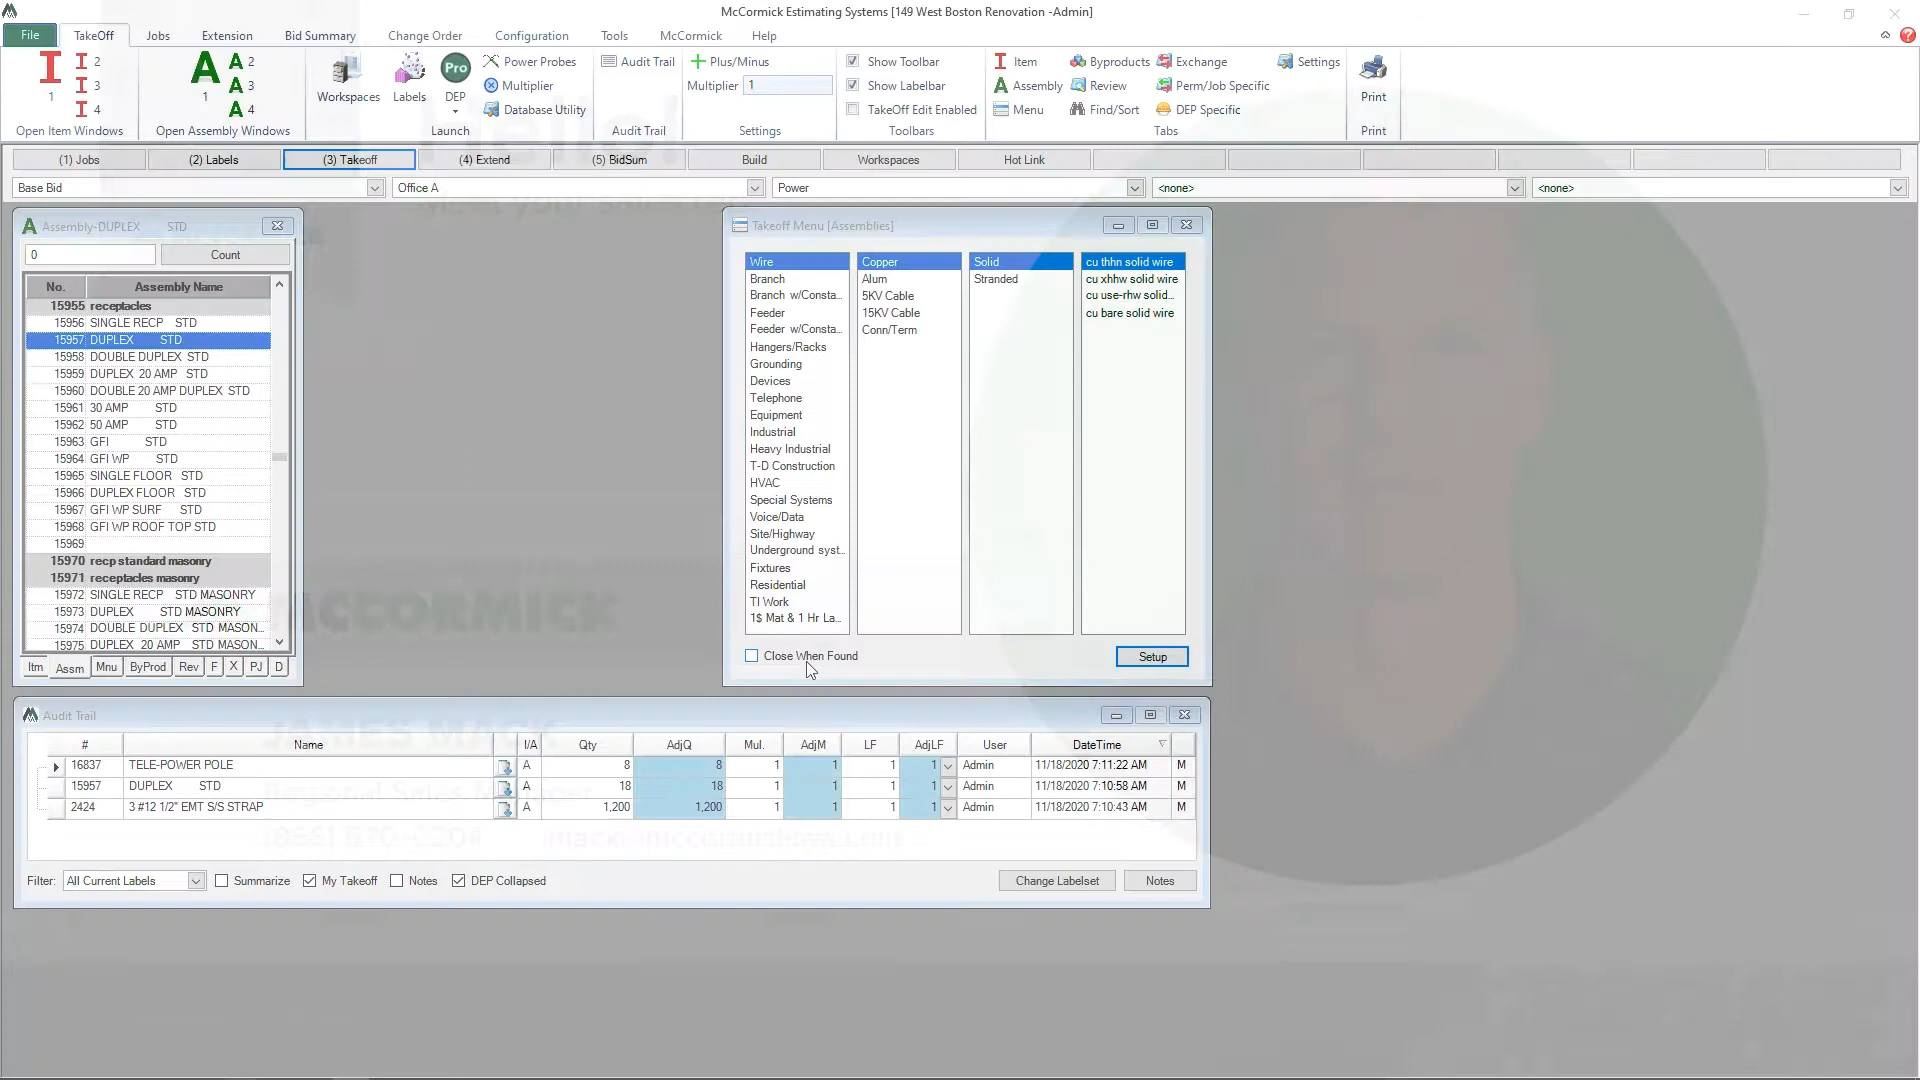 McCormick Estimating Systems [149 West Boston Renovation -Admin]
File TakeOff Jobs Extension Bid Summary Change Order Configuration Tools McCormick Help
1 2 3 4
Open Item Windows
1 2 3 4
Open Assembly Windows
Workspaces Labels Pro DEP
Power Probes
Multiplier
Database Utility
Launch
Audit Trail
Audit Trail
Plus/Minus
Multiplier 1
Settings
Show Toolbar
Show Labelbar
TakeOff Edit Enabled
Toolbars
Item Byproducts Exchange Settings
Assembly Review Perm/Job Specific
Menu Find/Sort DEP Specific
Tabs
Print
Print
(1) Jobs (2) Labels (3) Takeoff (4) Extend (5) BidSum Build Workspaces Hot Link
Base Bid Office A Power <none> <none>
Assembly-DUPLEX STD
0 Count
No. Assembly Name
15955 receptacles
15956 SINGLE RECP STD
15957 DUPLEX STD
15958 DOUBLE DUPLEX STD
15959 DUPLEX 20 AMP STD
15960 DOUBLE 20 AMP DUPLEX STD
15961 30 AMP STD
15962 50 AMP STD
15963 GFI STD
15964 GFI WP STD
15965 SINGLE FLOOR STD
15966 DUPLEX FLOOR STD
15967 GFI WP SURF STD
15968 GFI WP ROOF TOP STD
15969
15970 recp standard masonry
15971 receptacles masonry
15972 SINGLE RECP STD MASONRY
15973 DUPLEX STD MASONRY
15974 DOUBLE DUPLEX STD MASON...
15975 DUPLEX 20 AMP STD MASON...
Itm Assm Mnu ByProd Rev F X PJ D
Takeoff Menu [Assemblies]
Wire
Branch
Branch w/Consta...
Feeder
Feeder w/Consta...
Hangers/Racks
Grounding
Devices
Telephone
Equipment
Industrial
Heavy Industrial
T-D Construction
HVAC
Special Systems
Voice/Data
Site/Highway
Underground syst...
Fixtures
Residential
TI Work
1$ Mat & 1 Hr La...
Copper
Alum
5KV Cable
15KV Cable
Conn/Term
Solid
Stranded
cu thhn solid wire
cu xhhw solid wire
cu use-rhw solid...
cu bare solid wire
Close When Found Setup
MCCORMICK
JAMES MACK
Audit Trail
# Name I/A Qty AdjQ Mul. AdjM LF AdjLF User DateTime
16837 TELE-POWER POLE A 8 8 1 1 1 1 Admin 11/18/2020 7:11:22 AM M
15957 DUPLEX STD A 18 18 1 1 1 1 Admin 11/18/2020 7:10:58 AM M
2424 3 #12 1/2" EMT S/S STRAP A 1,200 1,200 1 1 1 1 Admin 11/18/2020 7:10:43 AM M
Filter: All Current Labels Summarize My Takeoff Notes DEP Collapsed Change Labelset Notes